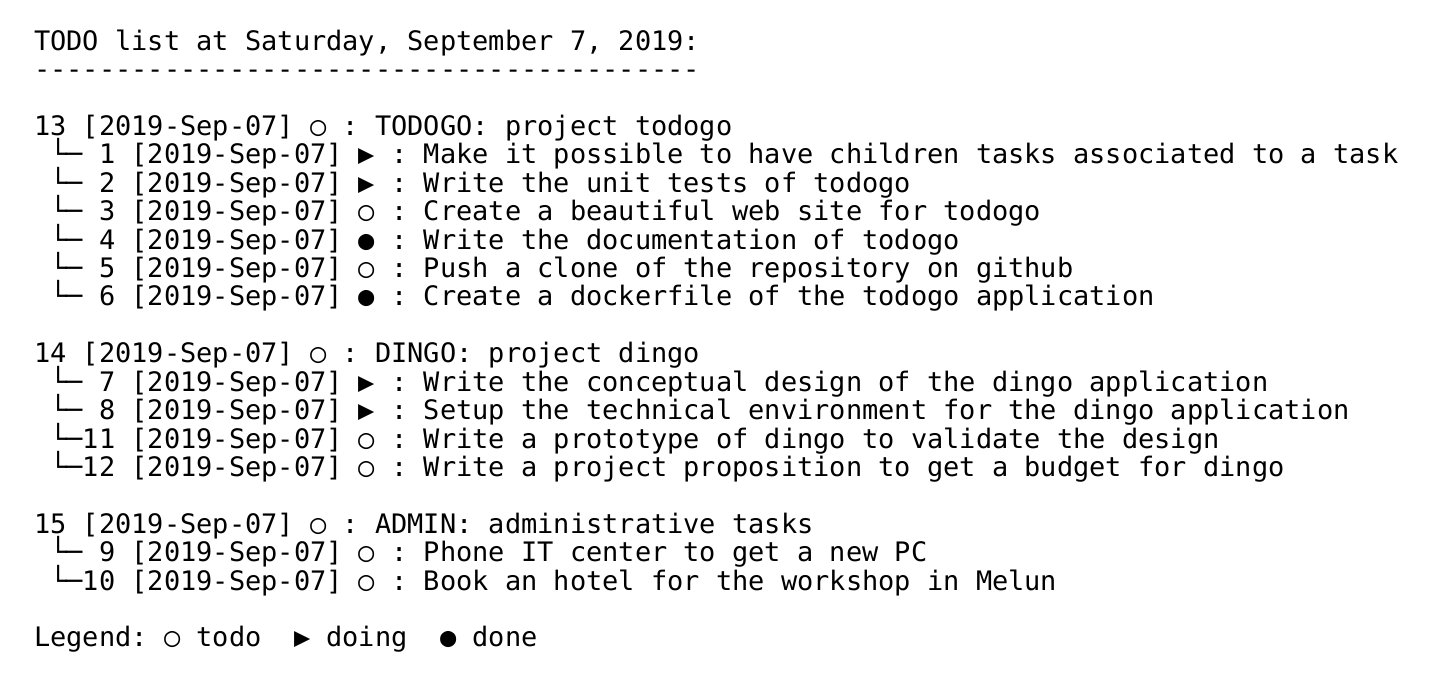 TODO list at Saturday, September 7, 2019:
-----------------------------------------
13 [2019-Sep-07] ○ : TODOGO: project todogo
 └─ 1 [2019-Sep-07] ▶ : Make it possible to have children tasks associated to a task
 └─ 2 [2019-Sep-07] ▶ : Write the unit tests of todogo
 └─ 3 [2019-Sep-07] ○ : Create a beautiful web site for todogo
 └─ 4 [2019-Sep-07] ● : Write the documentation of todogo
 └─ 5 [2019-Sep-07] ○ : Push a clone of the repository on github
 └─ 6 [2019-Sep-07] ● : Create a dockerfile of the todogo application
14 [2019-Sep-07] ○ : DINGO: project dingo
 └─ 7 [2019-Sep-07] ▶ : Write the conceptual design of the dingo application
 └─ 8 [2019-Sep-07] ▶ : Setup the technical environment for the dingo application
 └─11 [2019-Sep-07] ○ : Write a prototype of dingo to validate the design
 └─12 [2019-Sep-07] ○ : Write a project proposition to get a budget for dingo
15 [2019-Sep-07] ○ : ADMIN: administrative tasks
 └─ 9 [2019-Sep-07] ○ : Phone IT center to get a new PC
 └─10 [2019-Sep-07] ○ : Book an hotel for the workshop in Melun
Legend: ○ todo  ▶ doing  ● done